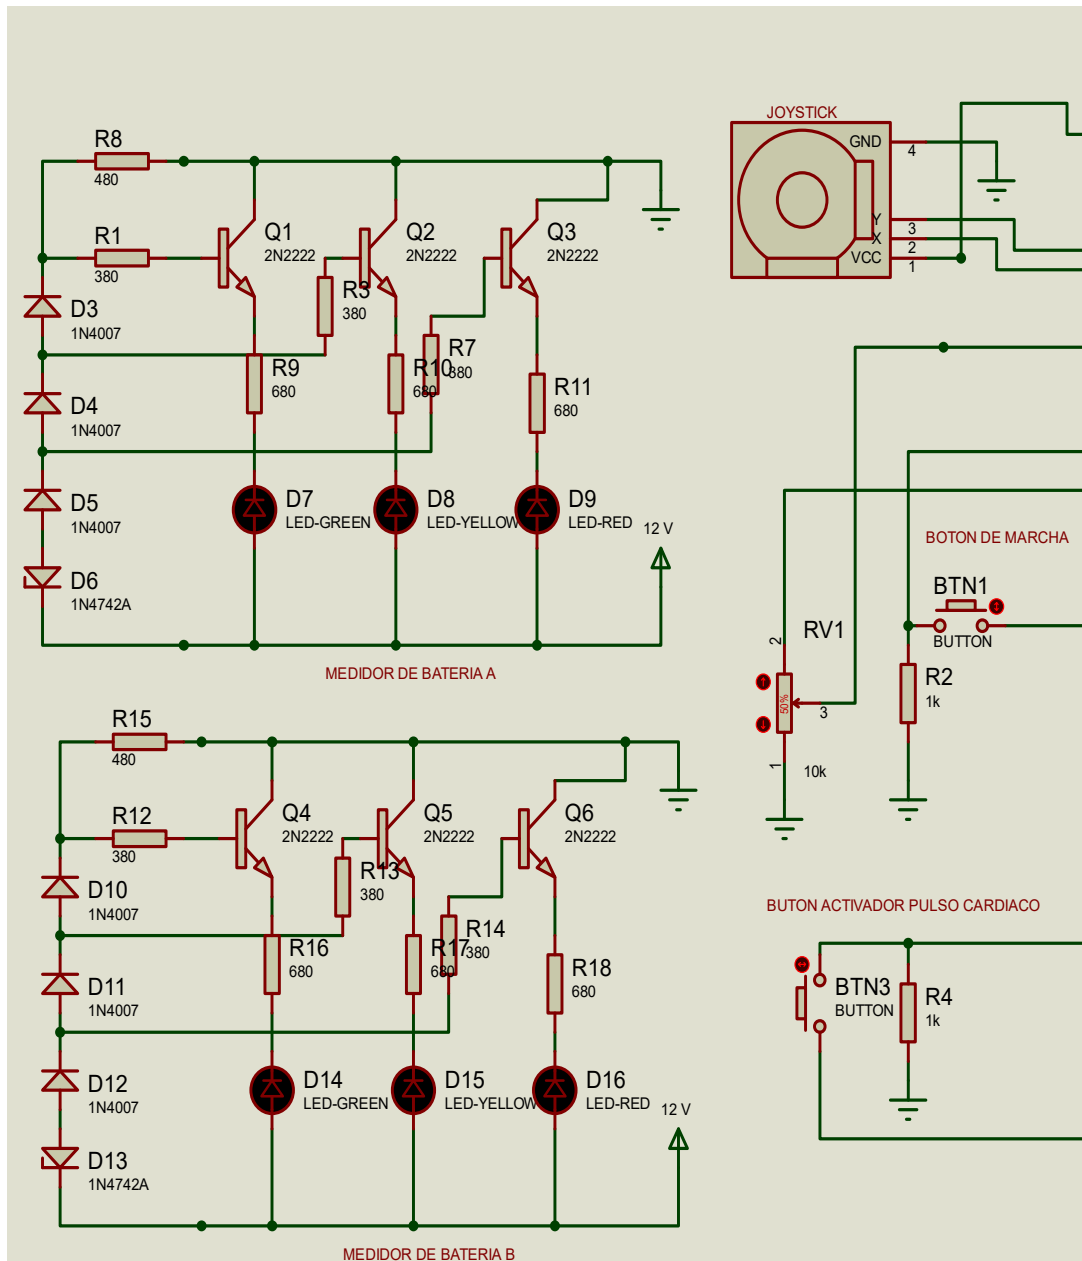 JOYSTICK
GND
4
Y
3
X
2
VCC
1
R8
480
R1
380
Q1
2N2222
Q2
2N2222
Q3
2N2222
D3
1N4007
R3
380
R9
680
R10
680
R7
380
R11
680
D4
1N4007
D5
1N4007
D6
1N4742A
D7
LED-GREEN
D8
LED-YELLOW
D9
LED-RED
12 V
MEDIDOR DE BATERIA A
BOTON DE MARCHA
BTN1
BUTTON
RV1
2
50%
3
1
10k
R2
1k
R15
480
R12
380
Q4
2N2222
Q5
2N2222
Q6
2N2222
D10
1N4007
R13
380
R16
680
R17
680
R14
380
R18
680
D11
1N4007
D12
1N4007
D13
1N4742A
D14
LED-GREEN
D15
LED-YELLOW
D16
LED-RED
12 V
MEDIDOR DE BATERIA B
BUTON ACTIVADOR PULSO CARDIACO
BTN3
BUTTON
R4
1k